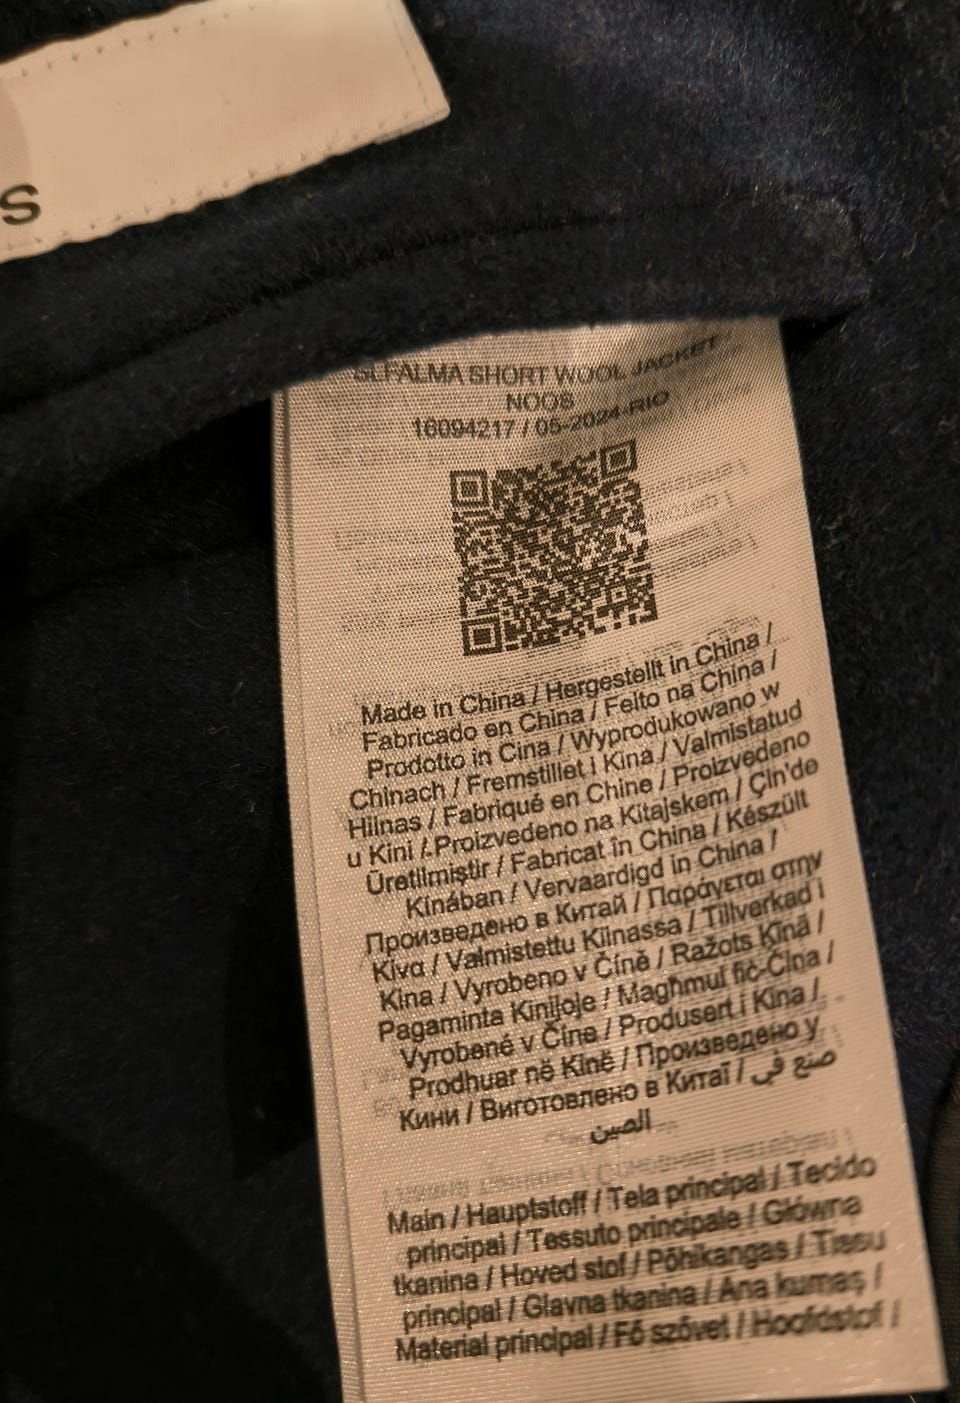 S
SLFALMA SHORT WOOL JACKET
NOOS
16094217 / 05-2024-RIO
Made in China / Hergestellt in China /
Fabricado en China / Feito na China /
Prodotto in Cina / Wyprodukowano w
Chinach / Fremstillet i Kina / Valmistatud
Hiinas / Fabriqué en Chine / Proizvedeno
u Kini / Proizvedeno na Kitajskem / Çin'de
Üretilmiştir / Fabricat în China / Készült
Kínában / Vervaardigd in China /
Произведено в Китай / Παράγεται στην
Κίνα / Valmistettu Kiinassa / Tillverkad i
Kina / Vyrobeno v Číně / Ražots Ķīnā /
Pagaminta Kinijoje / Magħmul fiċ-Ċina /
Vyrobené v Číne / Produsert i Kina /
Prodhuar në Kinë / Произведено у
Кини / Виготовлено в Китаї / صنع في
الصين
Main / Hauptstoff / Tela principal / Tecido
principal / Tessuto principale / Główna
tkanina / Hoved stof / Põhikangas / Tissu
principal / Glavna tkanina / Ana kumaş /
Material principal / Fő szövet / Hoofdstof /